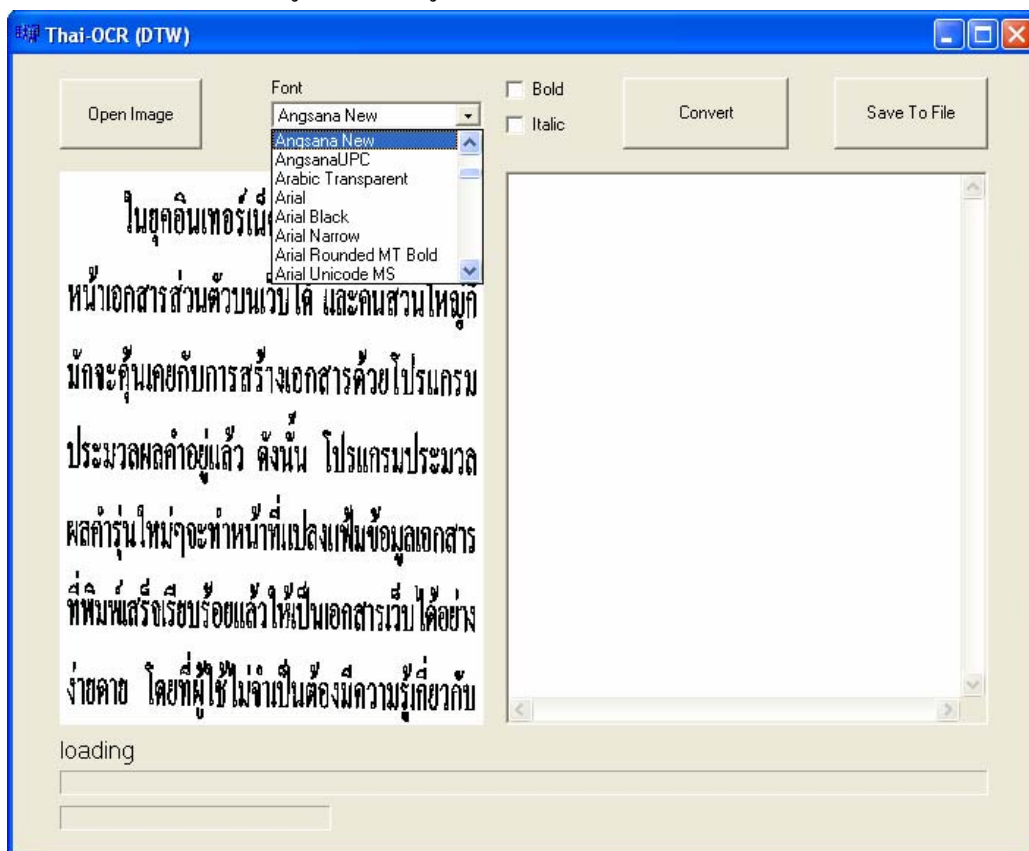 Thai-OCR (DTW)
Open Image
Font
Angsana New
Bold
Italic
Convert
Save To File
Angsana New
AngsanaUPC
Arabic Transparent
Arial
Arial Black
Arial Narrow
Arial Rounded MT Bold
Arial Unicode MS
ในยุคอินเทอร์เน็
หน้าเอกสารส่วนตัวบนเว็บได้ และคนส่วนใหญ่ก็
มักจะคุ้นเคยกับการสร้างเอกสารด้วยโปรแกรม
ประมวลผลคำอยู่แล้ว ดังนั้น โปรแกรมประมวล
ผลคำรุ่นใหม่ๆจะทำหน้าที่แปลงแฟ้มข้อมูลเอกสาร
ที่พิมพ์เสร็จเรียบร้อยแล้วให้เป็นเอกสารเว็บได้อย่าง
ง่ายดาย โดยที่ผู้ใช้ไม่จำเป็นต้องมีความรู้เกี่ยวกับ
loading